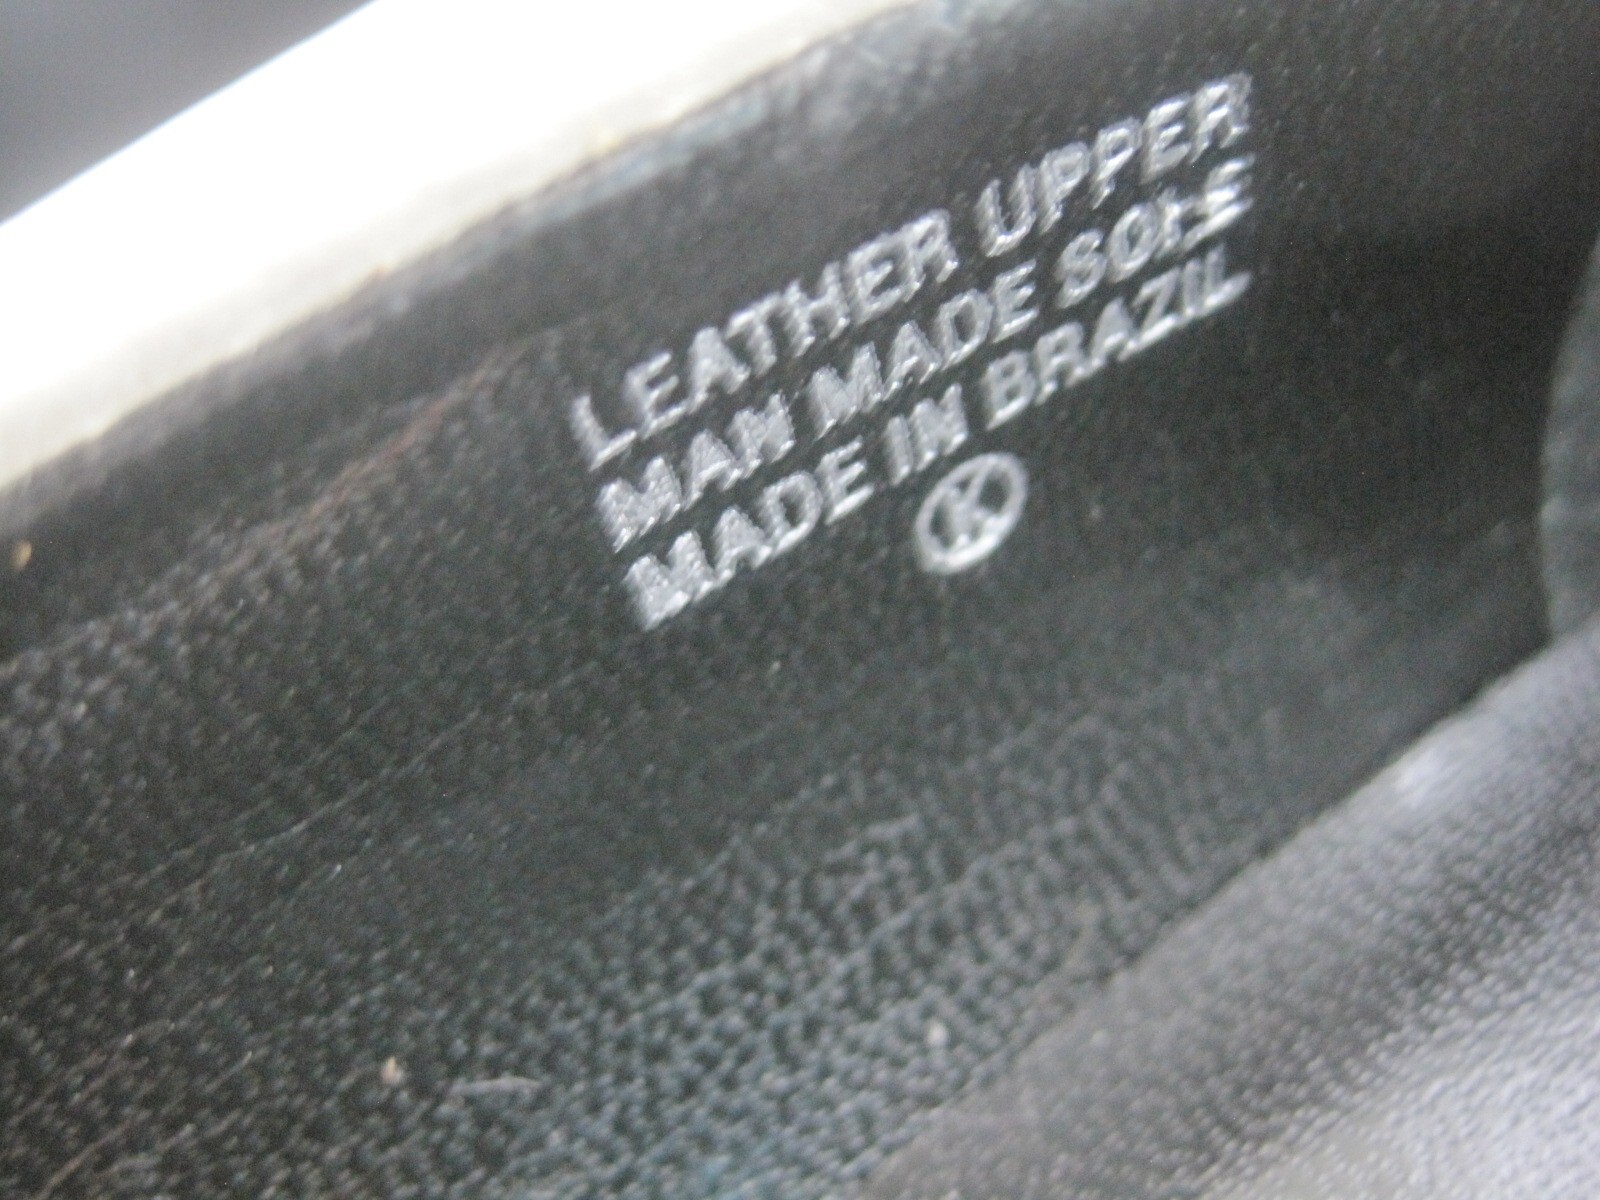 LEATHER UPPER
MAN MADE SOLE
MADE IN BRAZIL
K